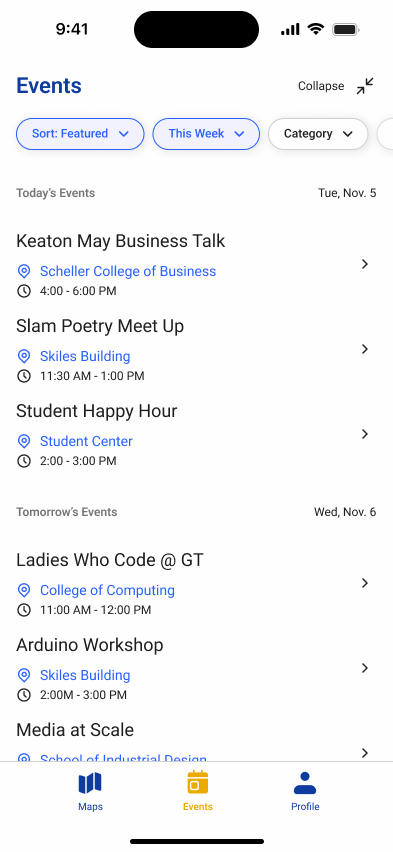 9:41
Events
Collapse
Sort: Featured
This Week
Category
Today's Events
Tue, Nov. 5
Keaton May Business Talk
Scheller College of Business
4:00 - 6:00 PM
Slam Poetry Meet Up
Skiles Building
11:30 AM - 1:00 PM
Student Happy Hour
Student Center
2:00 - 3:00 PM
Tomorrow's Events
Wed, Nov. 6
Ladies Who Code @ GT
College of Computing
11:00 AM - 12:00 PM
Arduino Workshop
Skiles Building
2:00M - 3:00 PM
Media at Scale
School of Industrial Design
Maps
Events
Profile